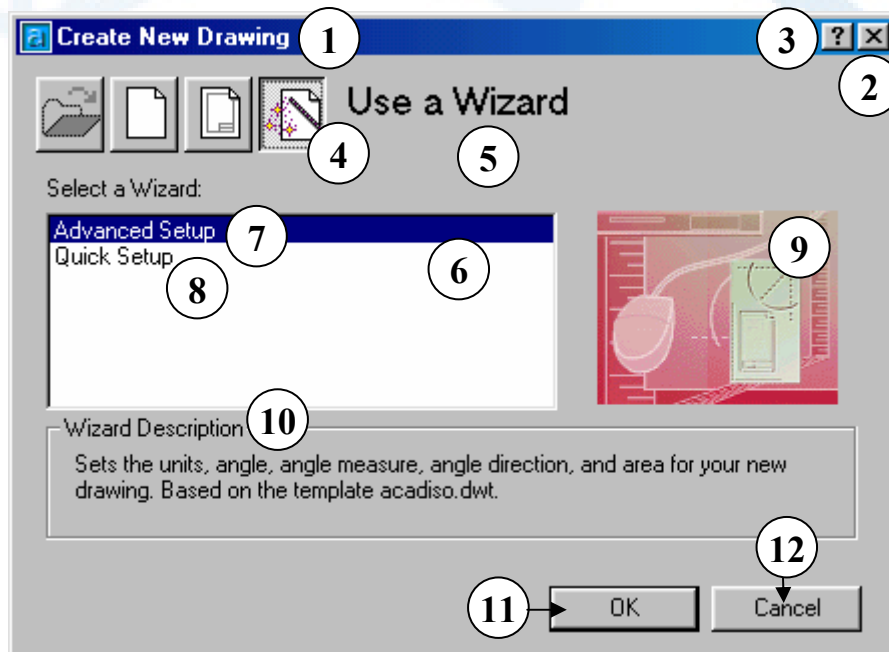 Create New Drawing 1 3 ? X
2
Use a Wizard
4 5
Select a Wizard:
Advanced Setup 7
Quick Setup 6 9
8
Wizard Description 10
Sets the units, angle, angle measure, angle direction, and area for your new
drawing. Based on the template acadiso.dwt.
12
11 OK Cancel